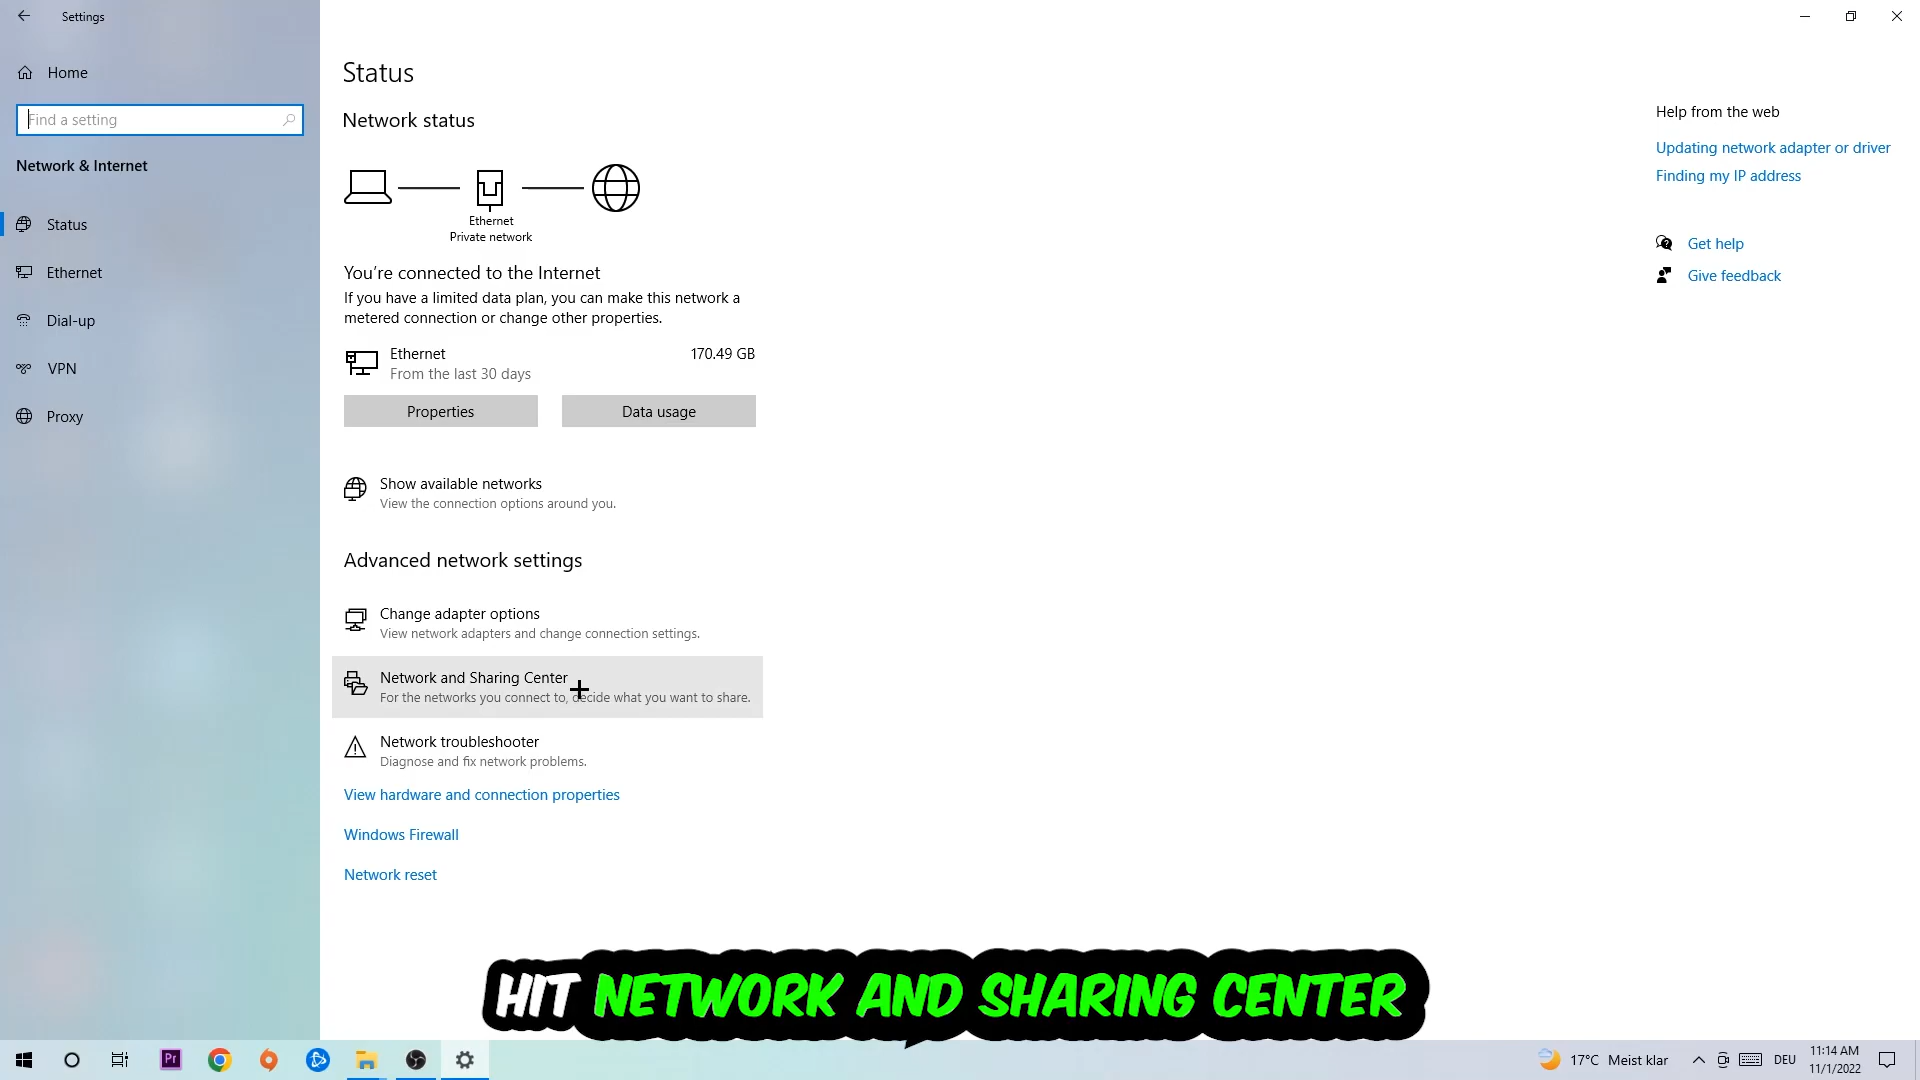 Settings
Home
Find a setting
Network & Internet
Status
Ethernet
Dial-up
VPN
Proxy
Status
Network status
Ethernet
Private network
You're connected to the Internet
If you have a limited data plan, you can make this network a
metered connection or change other properties.
Ethernet
170.49 GB
From the last 30 days
Properties
Data usage
Show available networks
View the connection options around you.
Advanced network settings
Change adapter options
View network adapters and change connection settings.
Network and Sharing Center
For the networks you connect to, decide what you want to share.
Network troubleshooter
Diagnose and fix network problems.
View hardware and connection properties
Windows Firewall
Network reset
Help from the web
Updating network adapter or driver
Finding my IP address
Get help
Give feedback
HIT NETWORK AND SHARING CENTER
Pr
17°C Meist klar
DEU
11:14 AM
11/1/2022